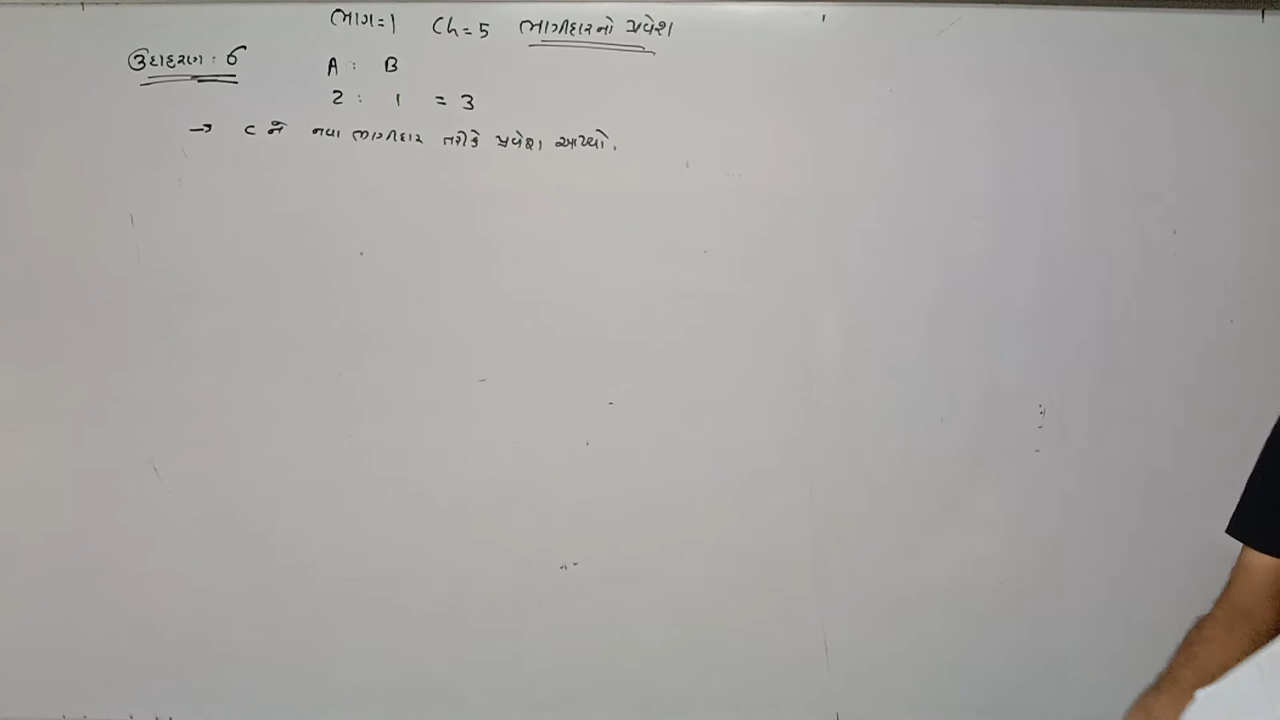 ભાગ=1 Ch=5 ભાગીદારનો પ્રવેશ
ઉદાહરણ : 6
A : B
2 : 1 = 3
→ C ને નવા ભાગીદાર તરીકે પ્રવેશ આપ્યો.